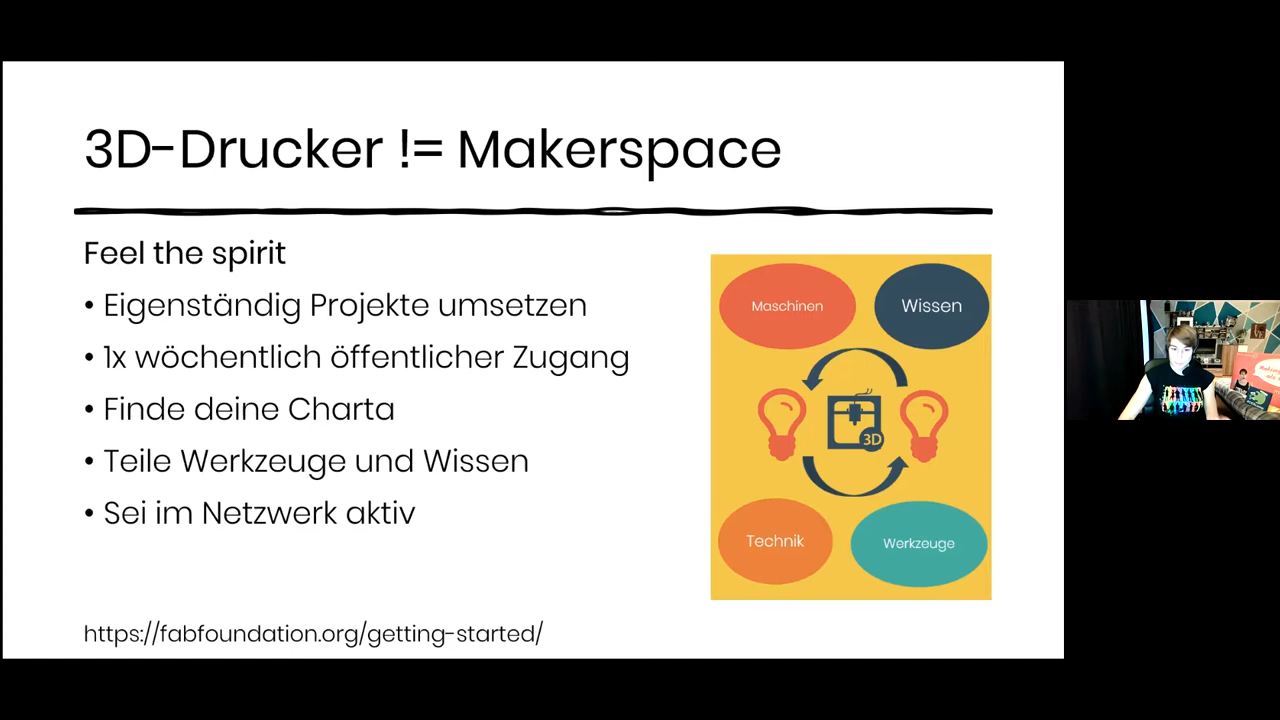 3D-Drucker != Makerspace
Feel the spirit
• Eigenständig Projekte umsetzen
• 1x wöchentlich öffentlicher Zugang
• Finde deine Charta
• Teile Werkzeuge und Wissen
• Sei im Netzwerk aktiv
https://fabfoundation.org/getting-started/
Maschinen
Wissen
3D
Technik
Werkzeuge